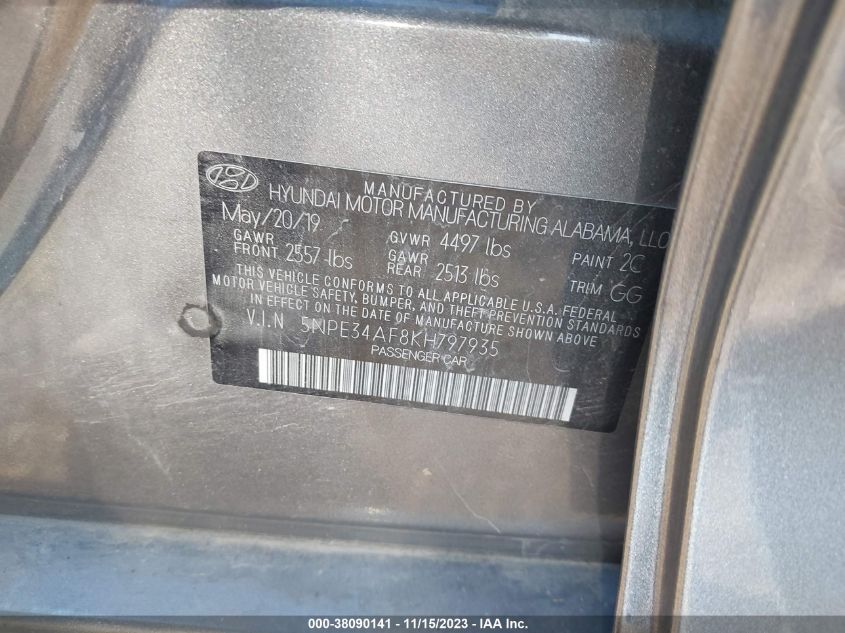 MANUFACTURED BY
HYUNDAI MOTOR MANUFACTURING ALABAMA, LLC
May/20/19 GVWR 4497 lbs PAINT 2C
GAWR FRONT 2557 lbs GAWR REAR 2513 lbs TRIM GG
THIS VEHICLE CONFORMS TO ALL APPLICABLE U.S.A. FEDERAL
MOTOR VEHICLE SAFETY, BUMPER, AND THEFT PREVENTION STANDARDS
IN EFFECT ON THE DATE OF MANUFACTURE SHOWN ABOVE
V.I.N 5NPE34AF8KH797935
PASSENGER CAR
000-38090141 - 11/15/2023 - IAA Inc.